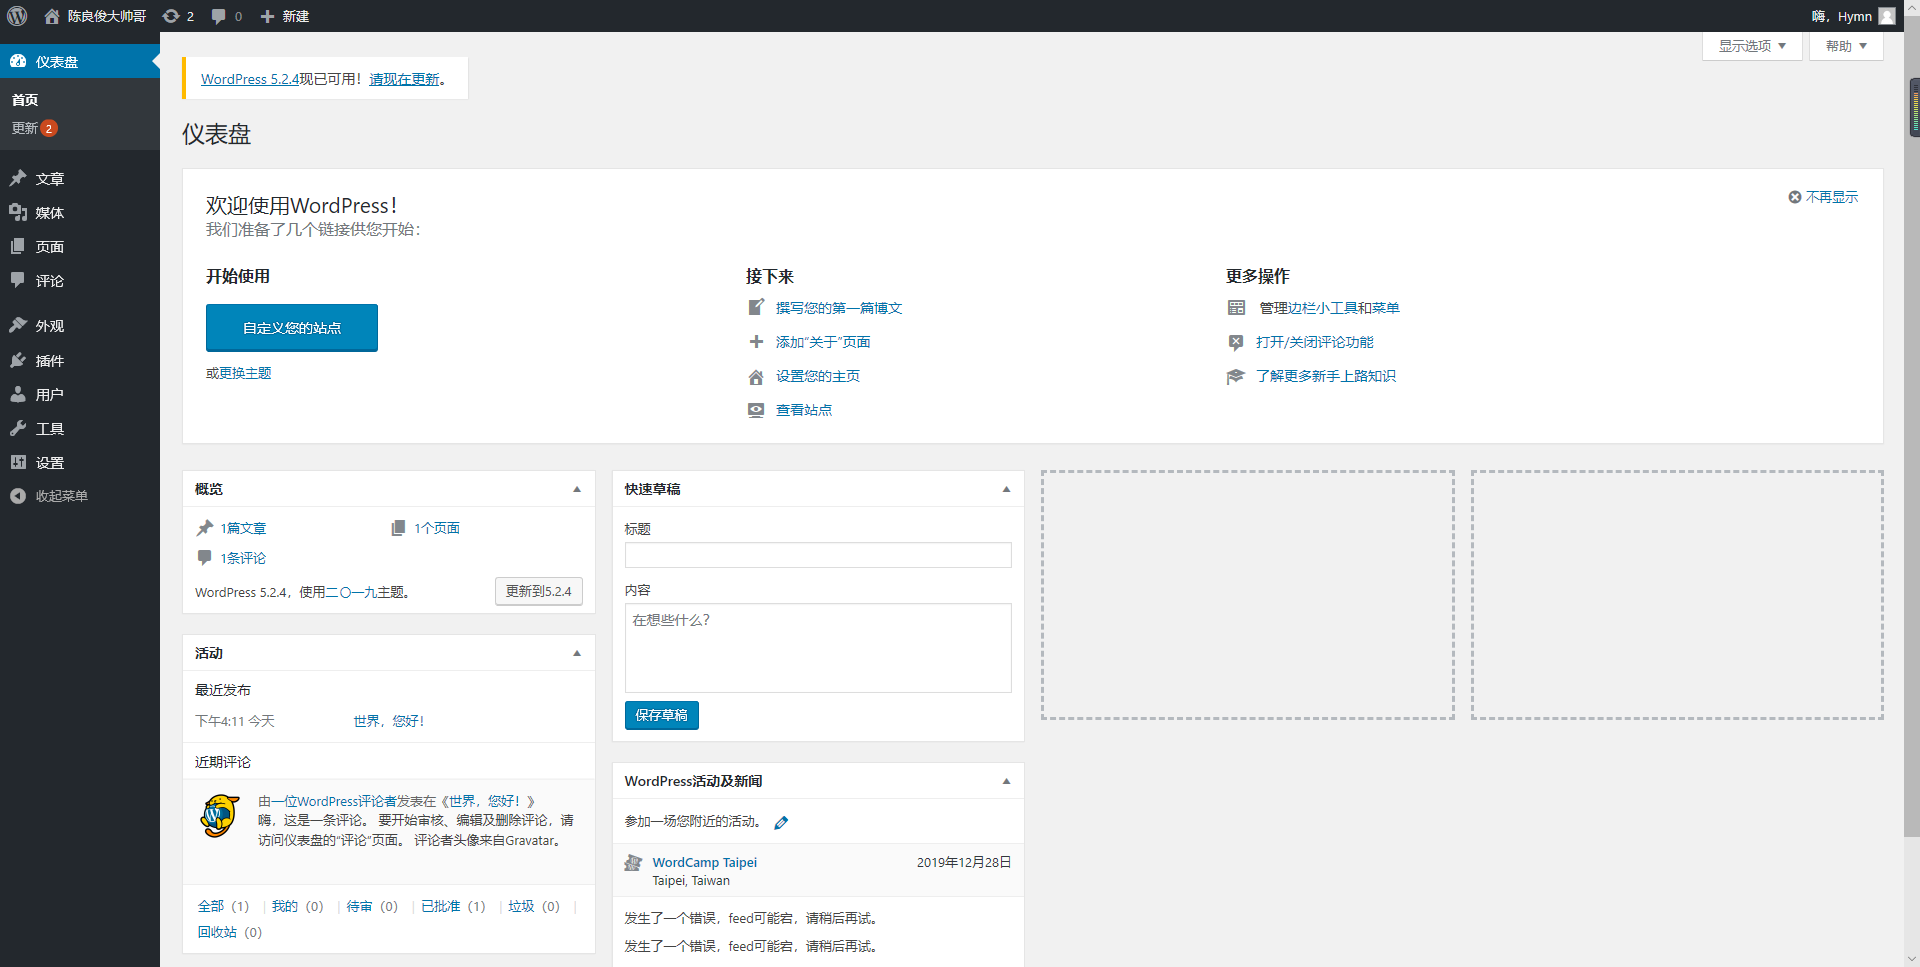 陈良俊大帅哥 2 0 新建 嗨，Hymn
显示选项 帮助
仪表盘
首页
更新 2
文章
媒体
页面
评论
外观
插件
用户
工具
设置
收起菜单
WordPress 5.2.4现已可用！请现在更新。
仪表盘
欢迎使用WordPress！
我们准备了几个链接供您开始：
不再显示
开始使用
自定义您的站点
或更换主题
接下来
撰写您的第一篇博文
添加“关于”页面
设置您的主页
查看站点
更多操作
管理边栏小工具和菜单
打开/关闭评论功能
了解更多新手上路知识
概览
1篇文章 1个页面
1条评论
WordPress 5.2.4，使用二〇一九主题。 更新到5.2.4
活动
最近发布
下午4:11 今天 世界，您好！
近期评论
由一位WordPress评论者发表在《世界，您好！》
嗨，这是一条评论。 要开始审核、编辑及删除评论，请
访问仪表盘的“评论”页面。 评论者头像来自Gravatar。
全部（1） | 我的（0） | 待审（0） | 已批准（1） | 垃圾（0） |
回收站（0）
快速草稿
标题
内容
在想些什么？
保存草稿
WordPress活动及新闻
参加一场您附近的活动。
WordCamp Taipei 2019年12月28日
Taipei, Taiwan
发生了一个错误，feed可能宕，请稍后再试。
发生了一个错误，feed可能宕，请稍后再试。